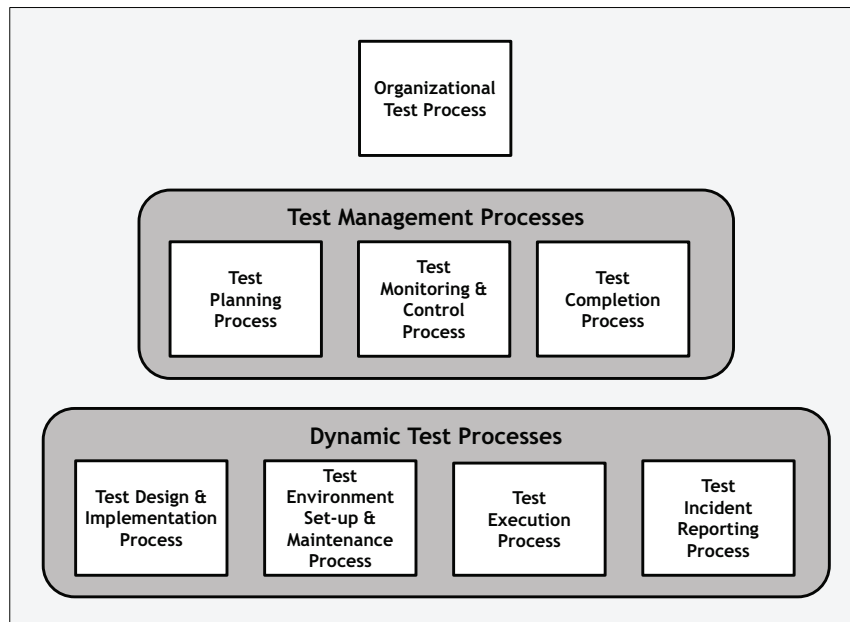 Organizational
Test Process
Test Management Processes
Test
Planning
Process
Test
Monitoring &
Control
Process
Test
Completion
Process
Dynamic Test Processes
Test Design &
Implementation
Process
Test
Environment
Set-up &
Maintenance
Process
Test
Execution
Process
Test
Incident
Reporting
Process